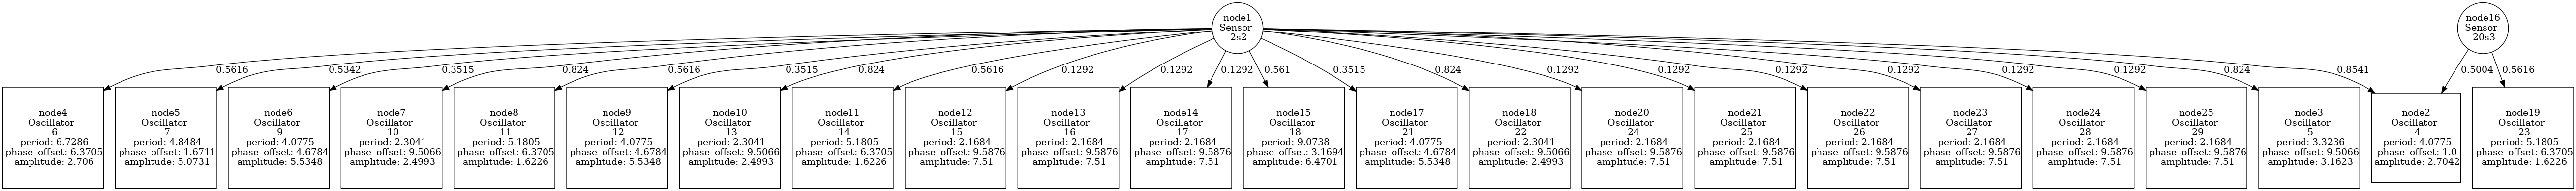 node1
Sensor
2s2
node16
Sensor
20s3
-0.5616
0.5342
-0.3515
0.824
-0.5616
-0.3515
0.824
-0.5616
-0.1292
-0.1292
-0.1292
-0.561
-0.3515
0.824
-0.1292
-0.1292
-0.1292
-0.1292
-0.1292
-0.1292
0.824
0.8541
-0.5004
-0.5616
node4
Oscillator
6
period: 6.7286
phase_offset: 6.3705
amplitude: 2.706
node5
Oscillator
7
period: 4.8484
phase_offset: 1.6711
amplitude: 5.0731
node6
Oscillator
9
period: 4.0775
phase_offset: 4.6784
amplitude: 5.5348
node7
Oscillator
10
period: 2.3041
phase_offset: 9.5066
amplitude: 2.4993
node8
Oscillator
11
period: 5.1805
phase_offset: 6.3705
amplitude: 1.6226
node9
Oscillator
12
period: 4.0775
phase_offset: 4.6784
amplitude: 5.5348
node10
Oscillator
13
period: 2.3041
phase_offset: 9.5066
amplitude: 2.4993
node11
Oscillator
14
period: 5.1805
phase_offset: 6.3705
amplitude: 1.6226
node12
Oscillator
15
period: 2.1684
phase_offset: 9.5876
amplitude: 7.51
node13
Oscillator
16
period: 2.1684
phase_offset: 9.5876
amplitude: 7.51
node14
Oscillator
17
period: 2.1684
phase_offset: 9.5876
amplitude: 7.51
node15
Oscillator
18
period: 9.0738
phase_offset: 3.1694
amplitude: 6.4701
node17
Oscillator
21
period: 4.0775
phase_offset: 4.6784
amplitude: 5.5348
node18
Oscillator
22
period: 2.3041
phase_offset: 9.5066
amplitude: 2.4993
node20
Oscillator
24
period: 2.1684
phase_offset: 9.5876
amplitude: 7.51
node21
Oscillator
25
period: 2.1684
phase_offset: 9.5876
amplitude: 7.51
node22
Oscillator
26
period: 2.1684
phase_offset: 9.5876
amplitude: 7.51
node23
Oscillator
27
period: 2.1684
phase_offset: 9.5876
amplitude: 7.51
node24
Oscillator
28
period: 2.1684
phase_offset: 9.5876
amplitude: 7.51
node25
Oscillator
29
period: 2.1684
phase_offset: 9.5876
amplitude: 7.51
node3
Oscillator
5
period: 3.3236
phase_offset: 9.5066
amplitude: 3.1623
node2
Oscillator
4
period: 4.0775
phase_offset: 1.0
amplitude: 2.7042
node19
Oscillator
23
period: 5.1805
phase_offset: 6.3705
amplitude: 1.6226